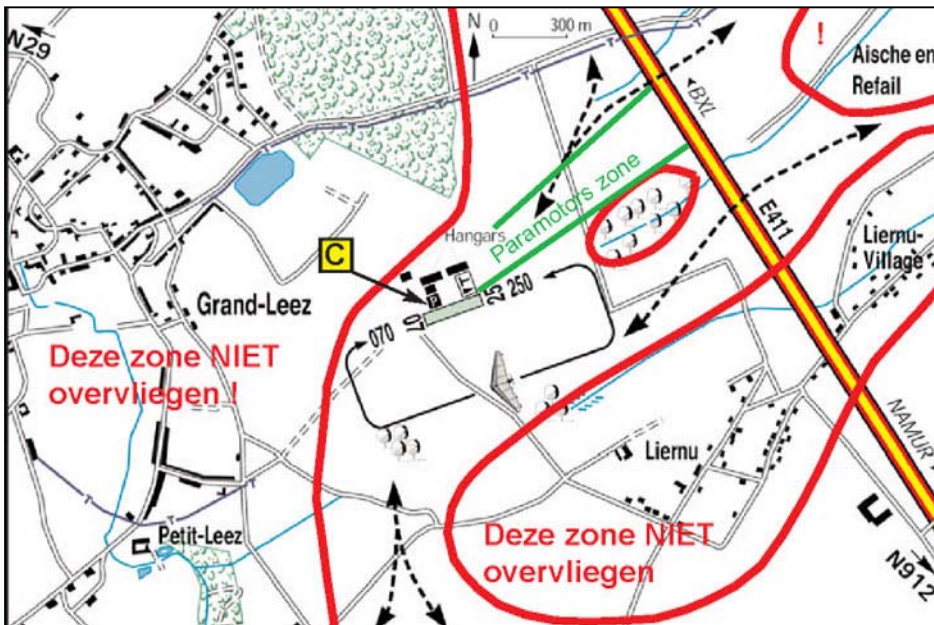 N29
N
0 300 m
!
Aische en
Refail
BXL
Paramotors zone
E411
Hangars
Liernu-
Village
C
P
T
07
25
250
070
Grand-Leez
Deze zone NIET
overvliegen !
Liernu
NAMUR
Petit-Leez
Deze zone NIET
overvliegen
N912
T
T
T
T
T
T